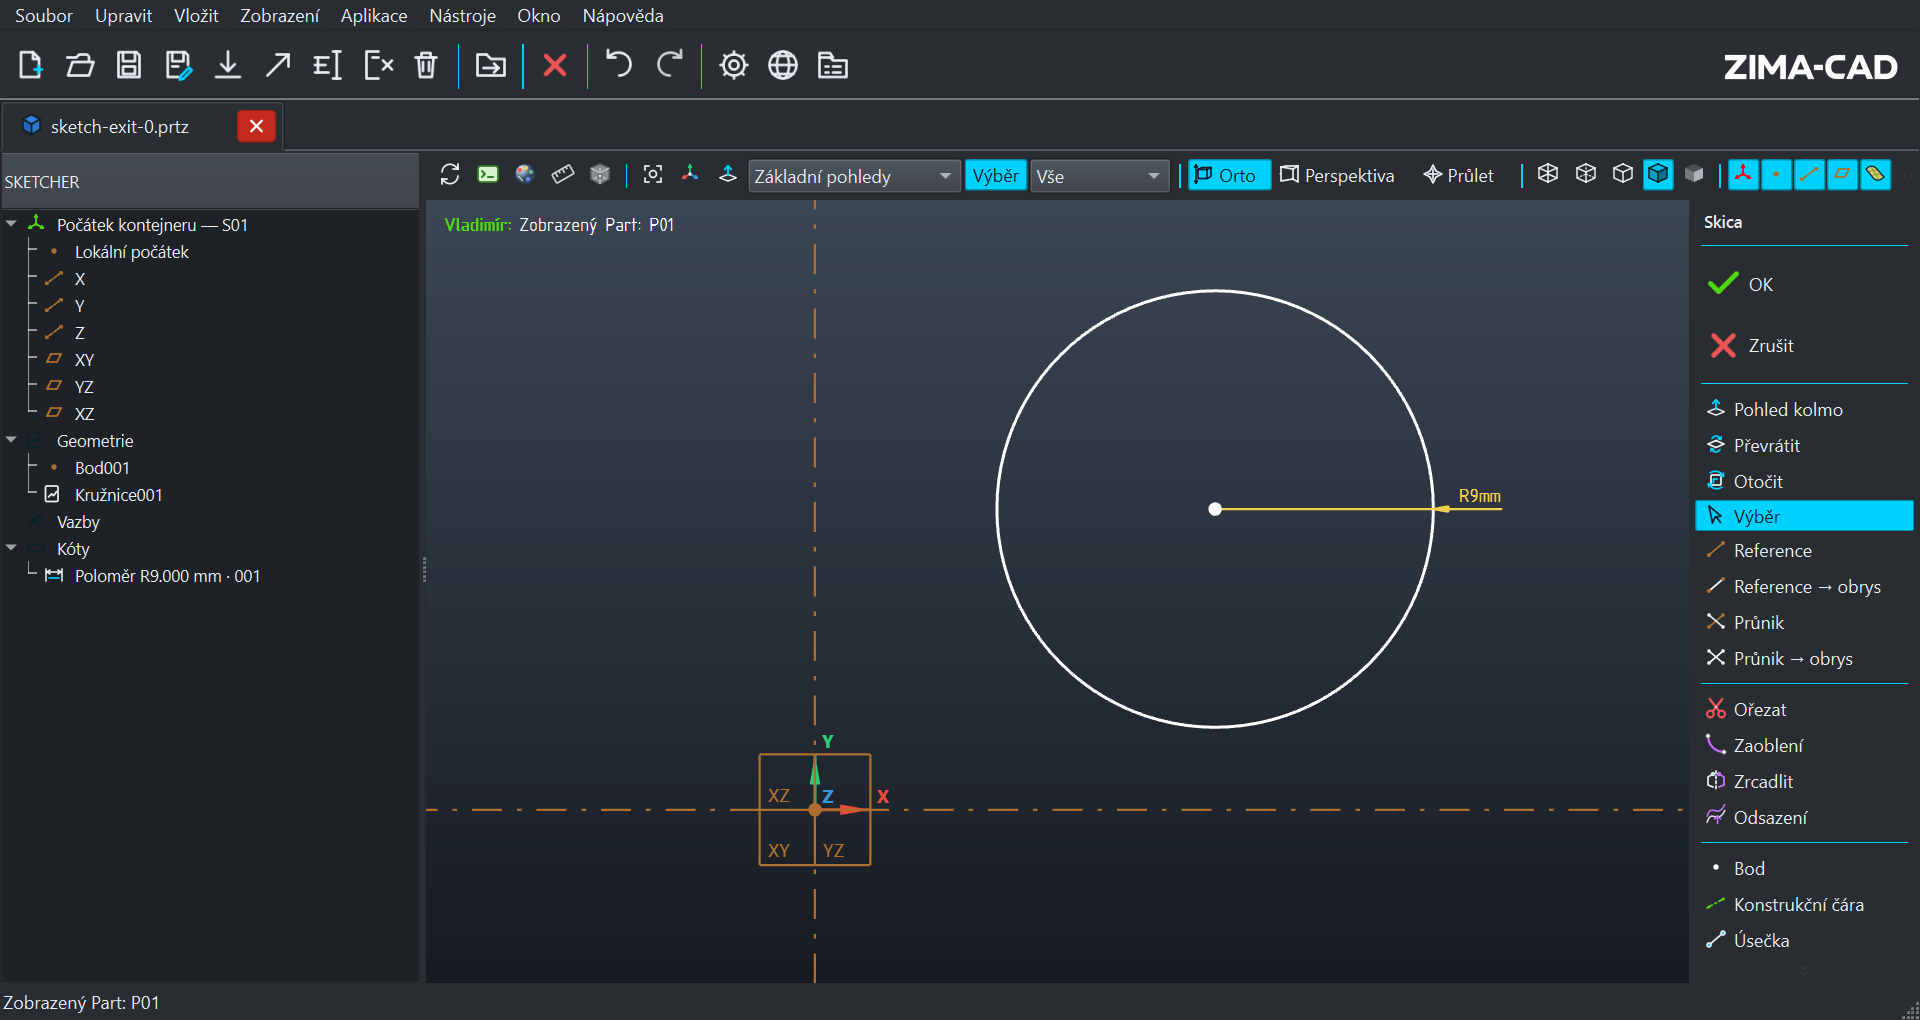 Soubor Upravit Vložit Zobrazení Aplikace Nástroje Okno Nápověda
ZIMA-CAD
sketch-exit-0.prtz
SKETCHER
Základní pohledy Výběr Vše Orto Perspektiva Průlet
Počátek kontejneru — S01
Lokální počátek
X
Y
Z
XY
YZ
XZ
Geometrie
Bod001
Kružnice001
Vazby
Kóty
Poloměr R9.000 mm · 001
Vladimír: Zobrazený Part: P01
R9mm
Y
XZ Z X
XY YZ
Skica
OK
Zrušit
Pohled kolmo
Převrátit
Otočit
Výběr
Reference
Reference → obrys
Průnik
Průnik → obrys
Ořezat
Zaoblení
Zrcadlit
Odsazení
Bod
Konstrukční čára
Úsečka
Zobrazený Part: P01